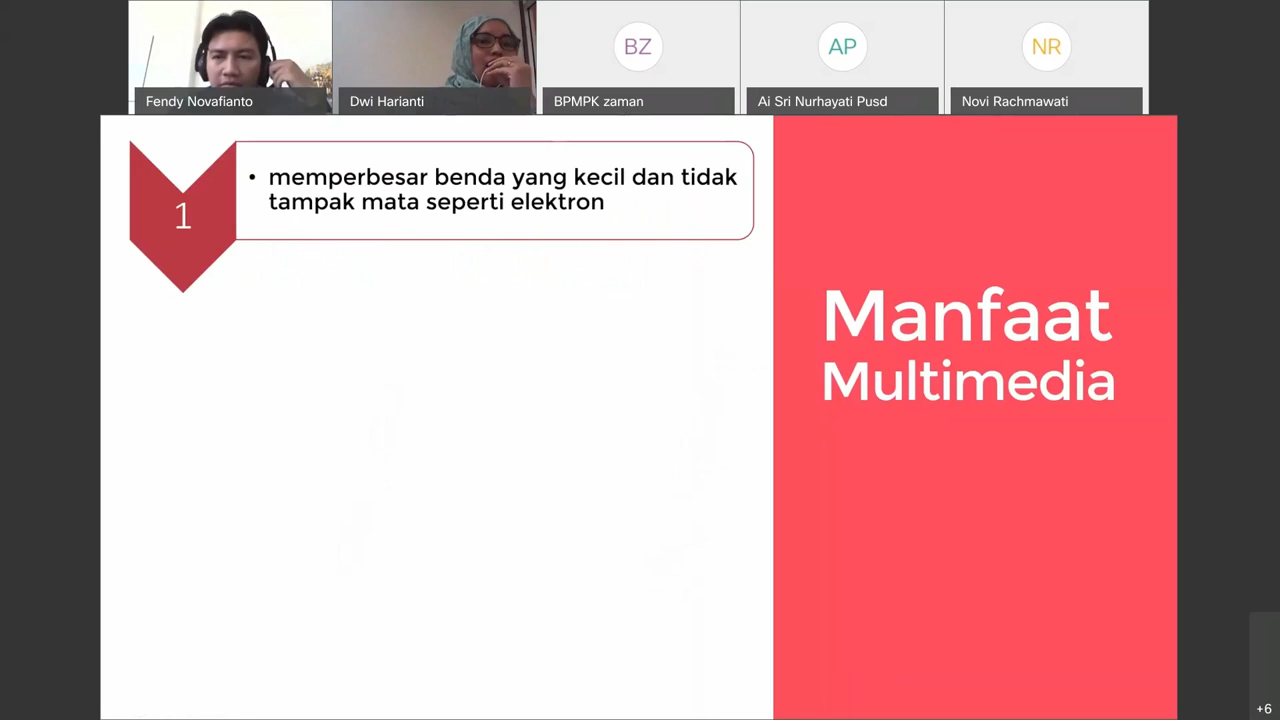 BZ
AP
NR
Fendy Novafianto
Dwi Harianti
BPMPK zaman
Ai Sri Nurhayati Pusd
Novi Rachmawati
1
• memperbesar benda yang kecil dan tidak
tampak mata seperti elektron
Manfaat
Multimedia
+6